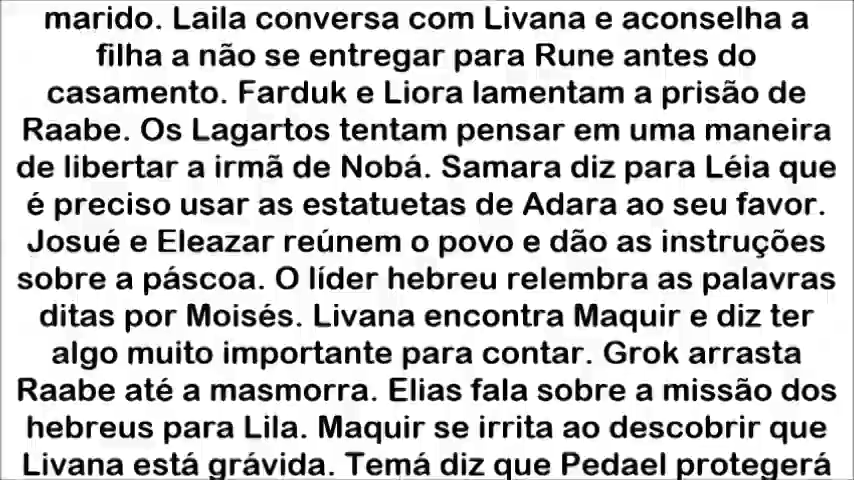 marido. Laila conversa com Livana e aconselha a
filha a não se entregar para Rune antes do
casamento. Farduk e Liora lamentam a prisão de
Raabe. Os Lagartos tentam pensar em uma maneira
de libertar a irmã de Nobá. Samara diz para Léia que
é preciso usar as estatuetas de Adara ao seu favor.
Josué e Eleazar reúnem o povo e dão as instruções
sobre a páscoa. O líder hebreu relembra as palavras
ditas por Moisés. Livana encontra Maquir e diz ter
algo muito importante para contar. Grok arrasta
Raabe até a masmorra. Elias fala sobre a missão dos
hebreus para Lila. Maquir se irrita ao descobrir que
Livana está grávida. Temá diz que Pedael protegerá